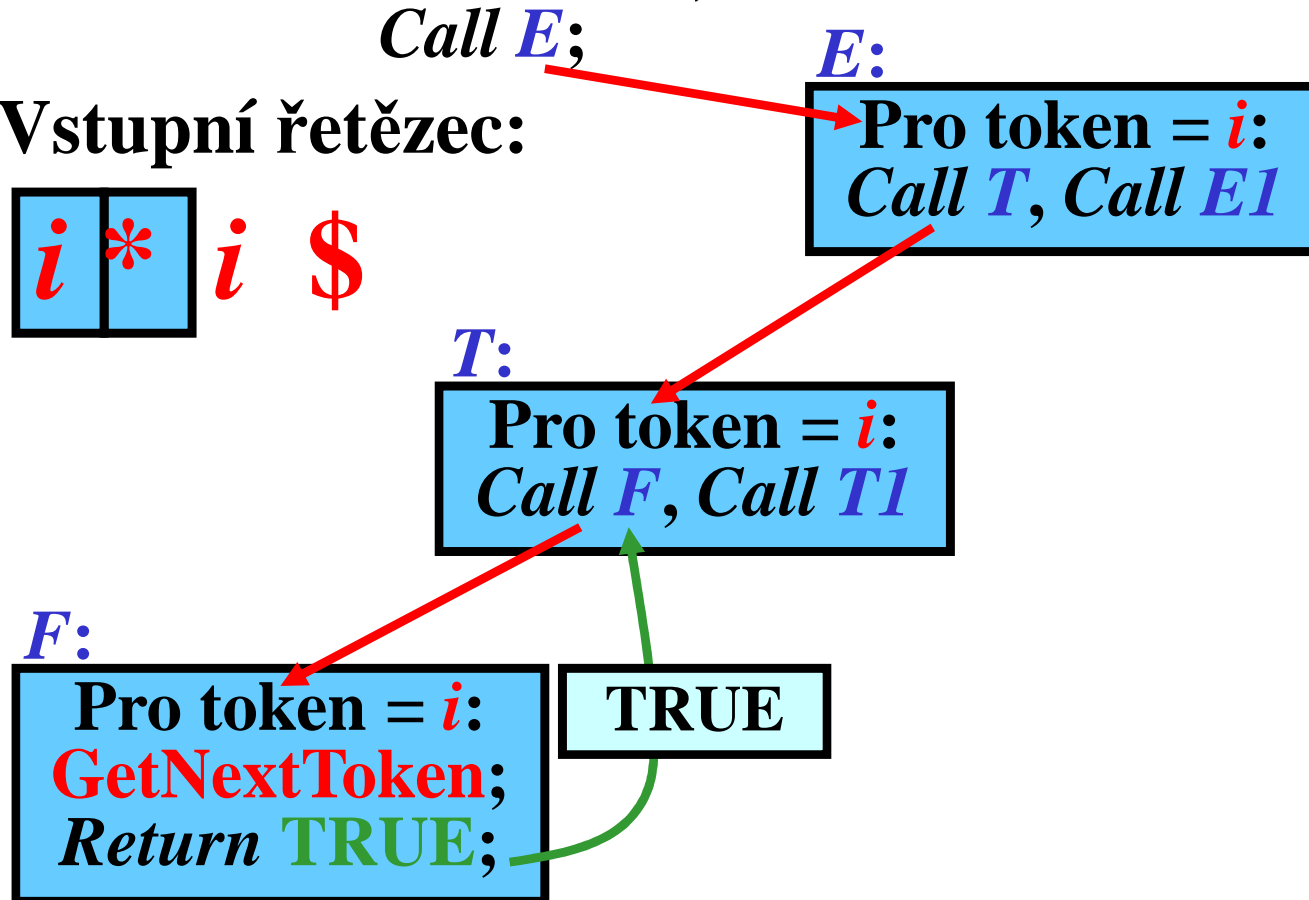 Call E;
E:
Vstupní řetězec:
Pro token = i:
Call T, Call E1
i * i $
T:
Pro token = i:
Call F, Call T1
F:
Pro token = i:
GetNextToken;
Return TRUE;
TRUE